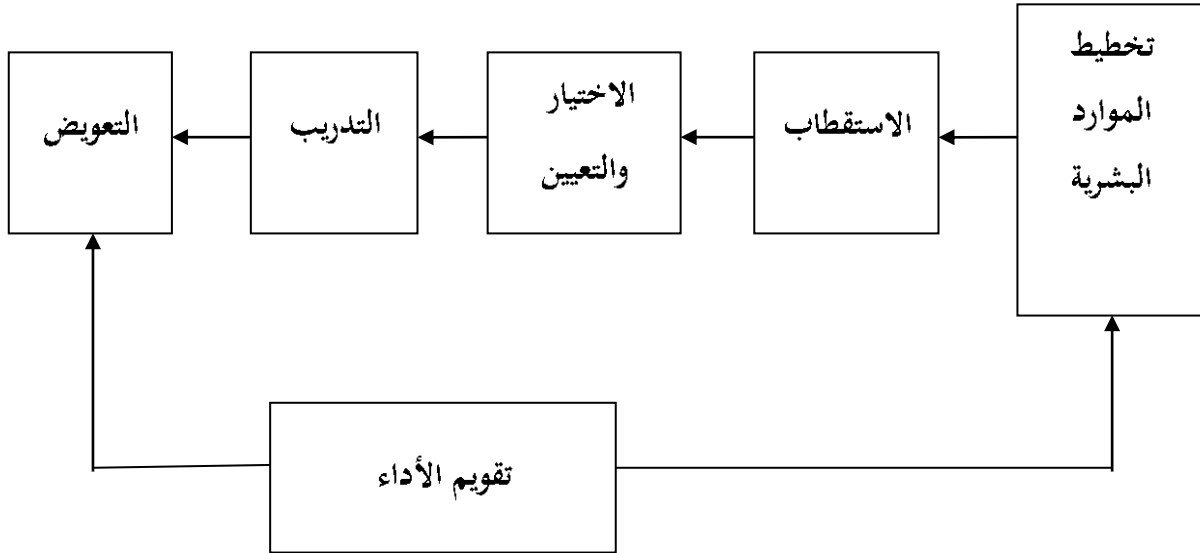 تخطيط
الموارد
البشرية
الاستقطاب
الاختيار
والتعيين
التدريب
التعويض
تقويم الأداء